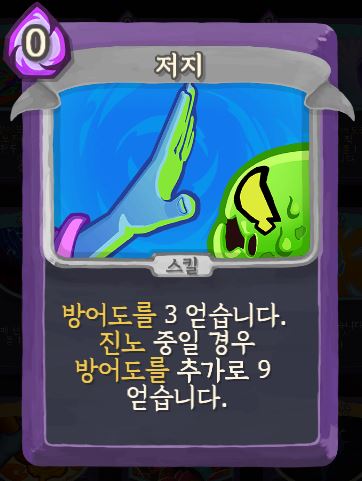 0
저지
스킬
방어도를 3 얻습니다.
진노 중일 경우
방어도를 추가로 9
얻습니다.